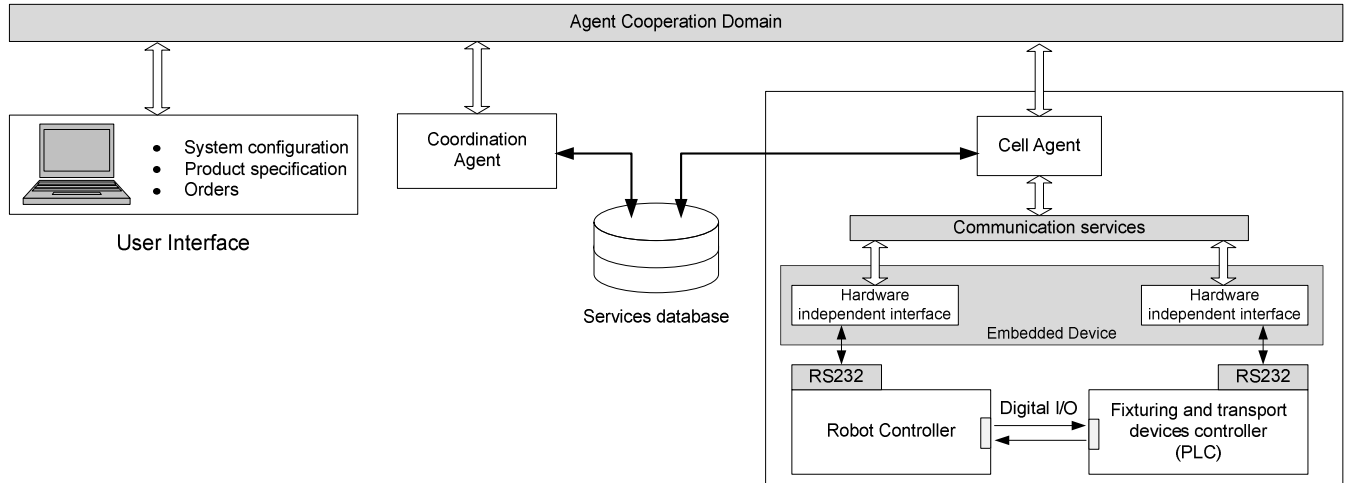 Agent Cooperation Domain
System configuration
Product specification
Orders
User Interface
Coordination
Agent
Services database
Cell Agent
Communication services
Hardware
independent interface
Hardware
independent interface
Embedded Device
RS232
RS232
Robot Controller
Digital I/O
Fixturing and transport
devices controller
(PLC)